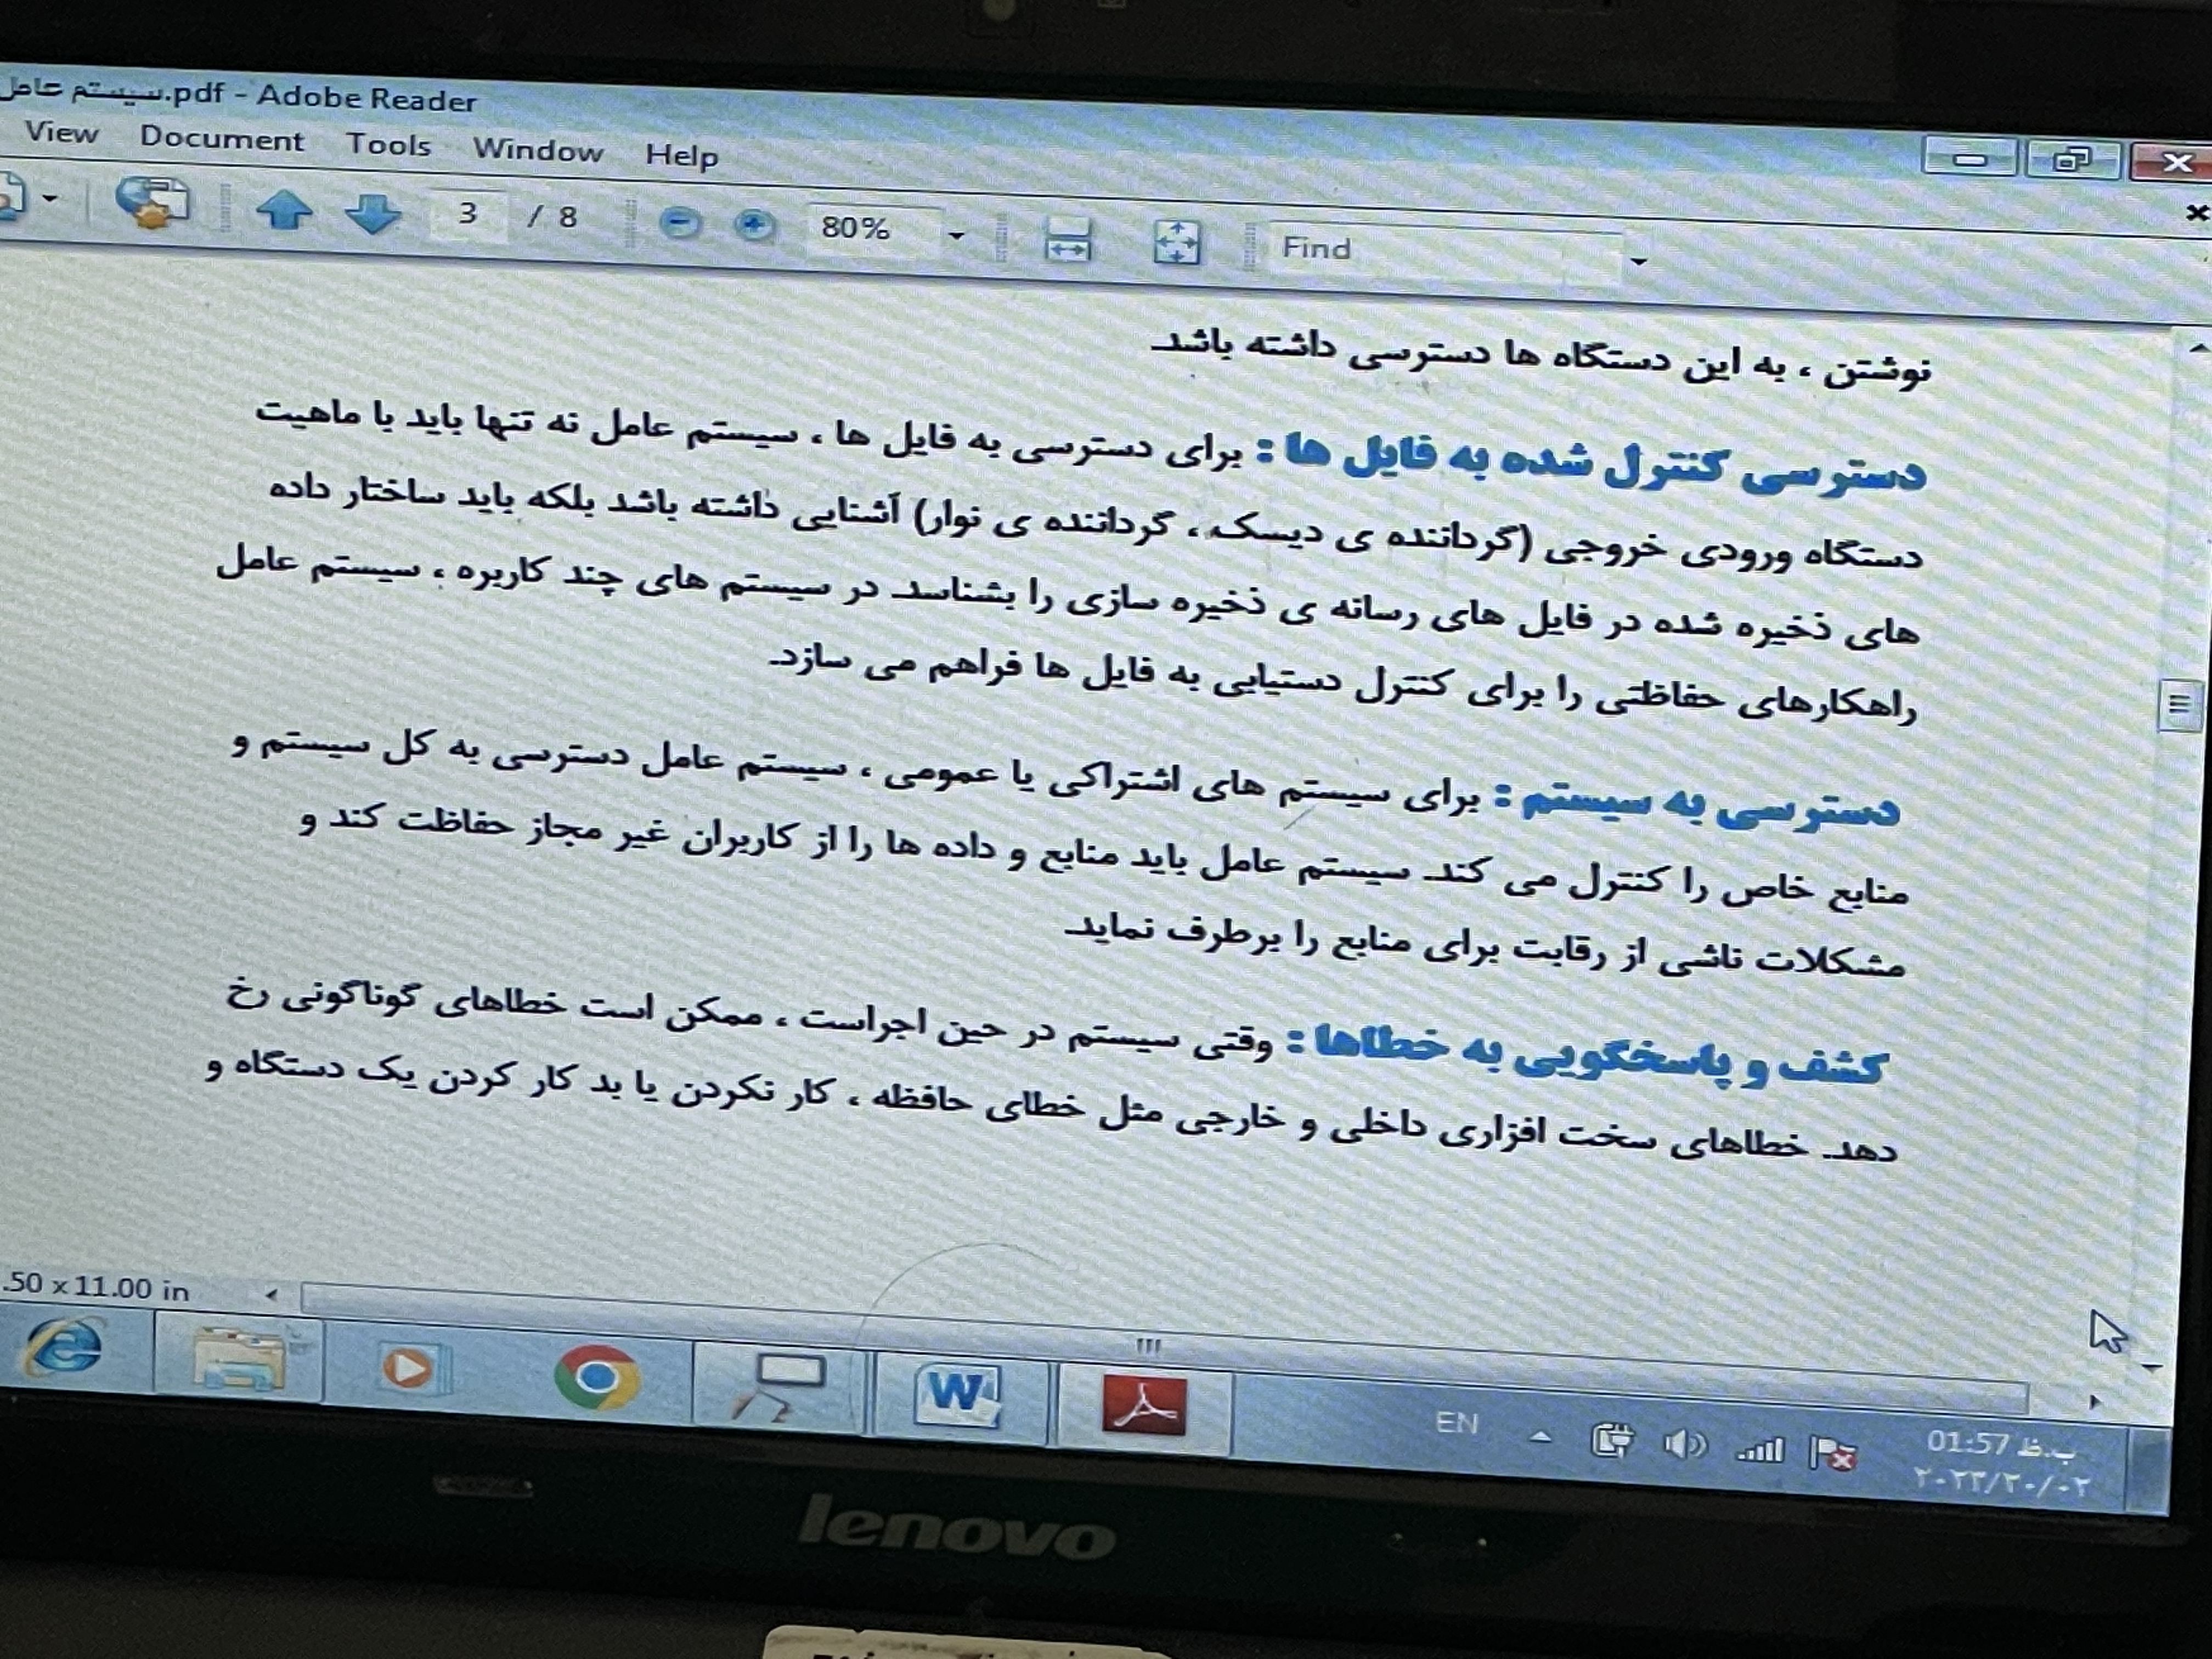 سیستم عامل.pdf - Adobe Reader
View Document Tools Window Help
3 / 8 80% Find
نوشتن ، به این دستگاه ها دسترسی داشته باشد.
دسترسی کنترل شده به فایل ها : برای دسترسی به فایل ها ، سیستم عامل نه تنها باید با ماهیت
دستگاه ورودی خروجی (گرداننده ی دیسک ، گرداننده ی نوار) آشنایی داشته باشد بلکه باید ساختار داده
های ذخیره شده در فایل های رسانه ی ذخیره سازی را بشناسد. در سیستم های چند کاربره ، سیستم عامل
راهکارهای حفاظتی را برای کنترل دستیابی به فایل ها فراهم می سازد.
دسترسی به سیستم : برای سیستم های اشتراکی یا عمومی ، سیستم عامل دسترسی به کل سیستم و
منابع خاص را کنترل می کند. سیستم عامل باید منابع و داده ها را از کاربران غیر مجاز حفاظت کند و
مشکلات ناشی از رقابت برای منابع را برطرف نماید.
کشف و پاسخگویی به خطاها : وقتی سیستم در حین اجراست ، ممکن است خطاهای گوناگونی رخ
دهد. خطاهای سخت افزاری داخلی و خارجی مثل خطای حافظه ، کار نکردن یا بد کار کردن یک دستگاه و
.50 x 11.00 in
EN 01:57 ب.ظ
۲۰۲۳/۲۰/۰۲
lenovo